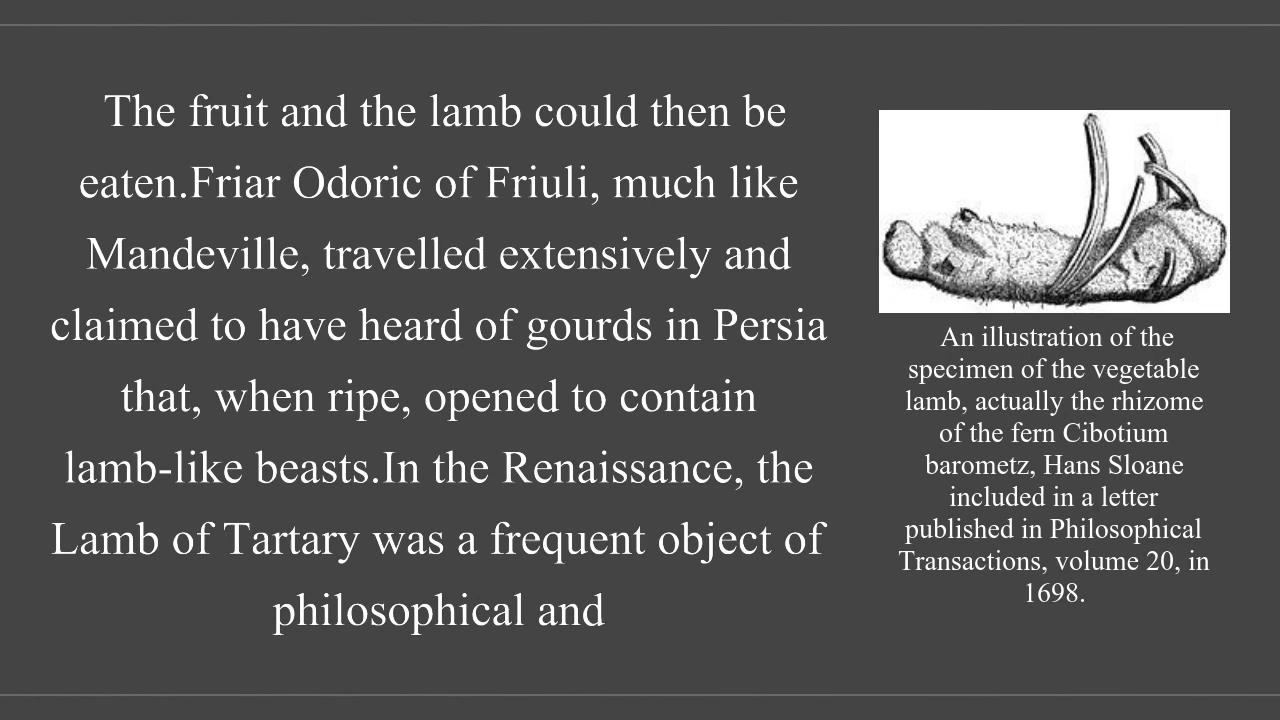 The fruit and the lamb could then be
eaten.Friar Odoric of Friuli, much like
Mandeville, travelled extensively and
claimed to have heard of gourds in Persia
that, when ripe, opened to contain
lamb-like beasts.In the Renaissance, the
Lamb of Tartary was a frequent object of
philosophical and
An illustration of the
specimen of the vegetable
lamb, actually the rhizome
of the fern Cibotium
barometz, Hans Sloane
included in a letter
published in Philosophical
Transactions, volume 20, in
1698.